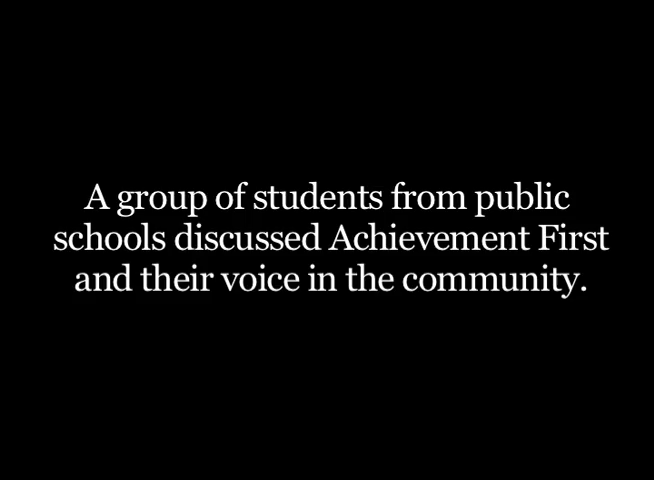 A group of students from public
schools discussed Achievement First
and their voice in the community.